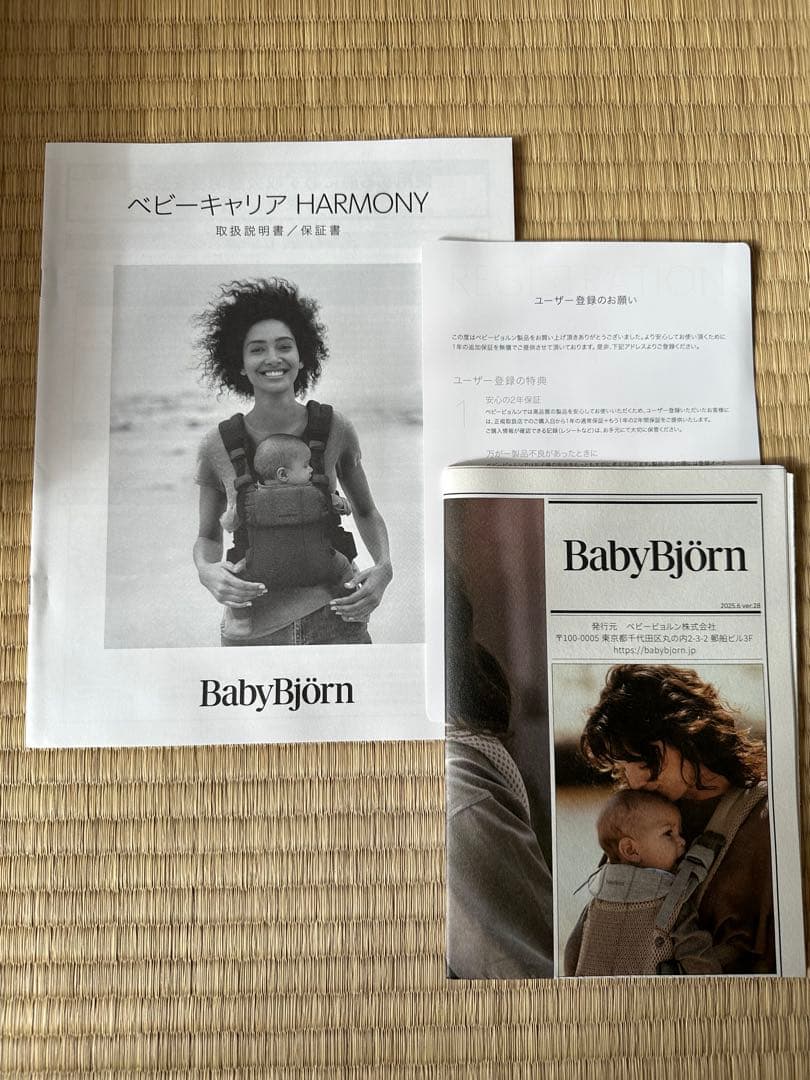 ベビーキャリア HARMONY
取扱説明書／保証書
BabyBjörn
REGISTRATION
ユーザー登録のお願い
この度はベビービョルン製品をお買い上げ頂きありがとうございました。より安心してお使い頂くために
1年の追加保証を無償でご提供させて頂いております。是非、下記アドレスよりご登録ください。
ユーザー登録の特典
1
安心の2年保証
ベビービョルンでは高品質の製品を安心してお使いいただくため、ユーザー登録いただいたお客様に
は、正規取扱店でのご購入日から1年の通常保証+もう1年の2年間保証をご提供いたします。
ご購入情報が確認できる記録（レシートなど）は、お手元にて大切に保管ください。
万が一製品不良があったときに
BabyBjörn
2025.6 ver.28
発行元　ベビービョルン株式会社
〒100-0005 東京都千代田区丸の内2-3-2 郵船ビル3F
https://babybjorn.jp